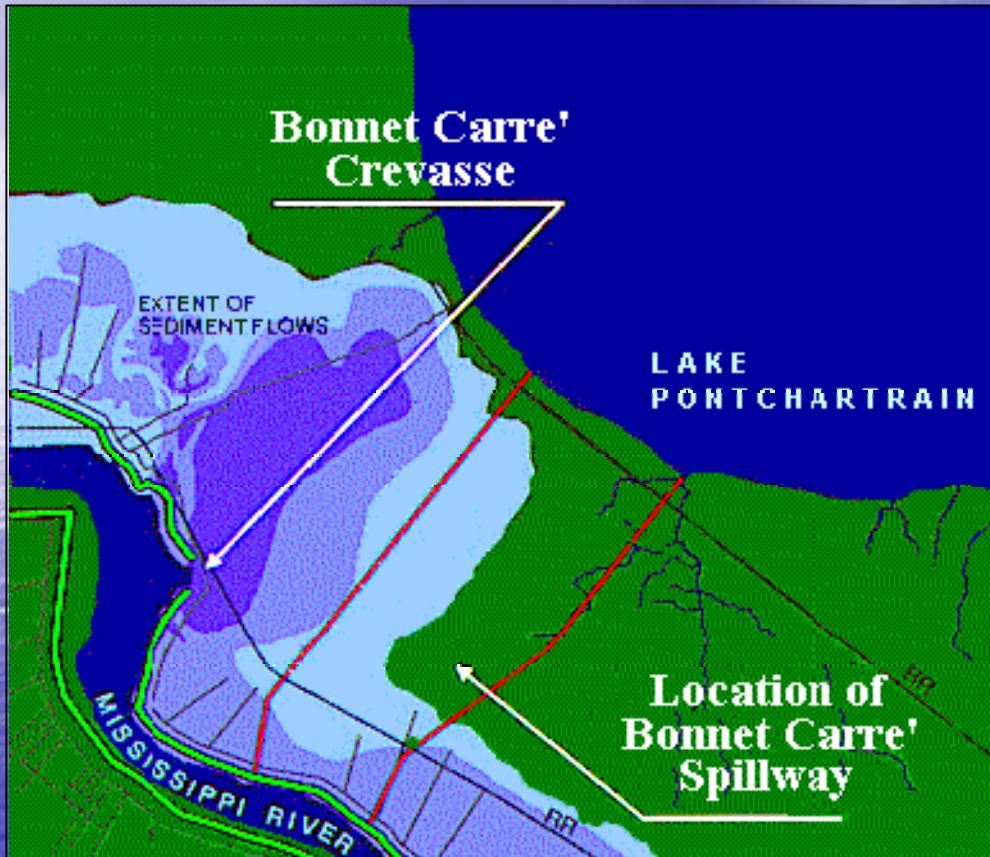 Bonnet Carre'
Crevasse
EXTENT OF
SEDIMENT FLOWS
LAKE
PONTCHARTRAIN
RR
Location of
Bonnet Carre'
Spillway
MISSISSIPPI RIVER
RR